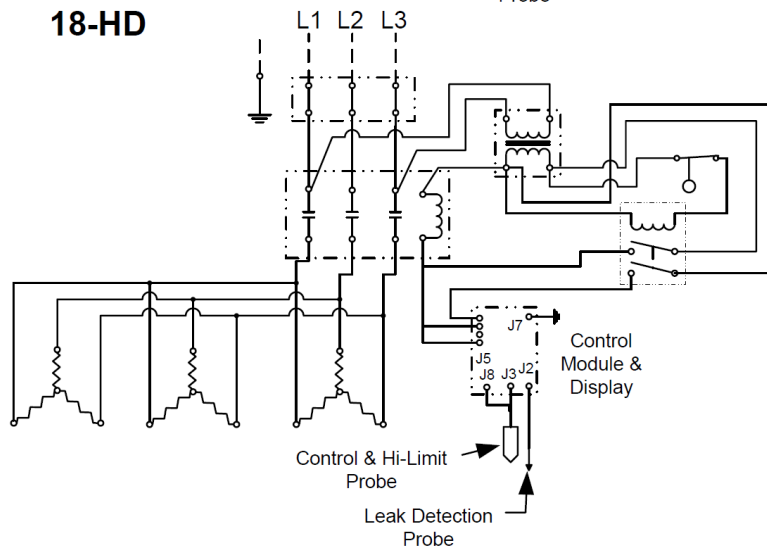 Probe
18-HD
L1 L2 L3
J7
J5
J8 J3 J2
Control
Module &
Display
Control & Hi-Limit
Probe
Leak Detection
Probe